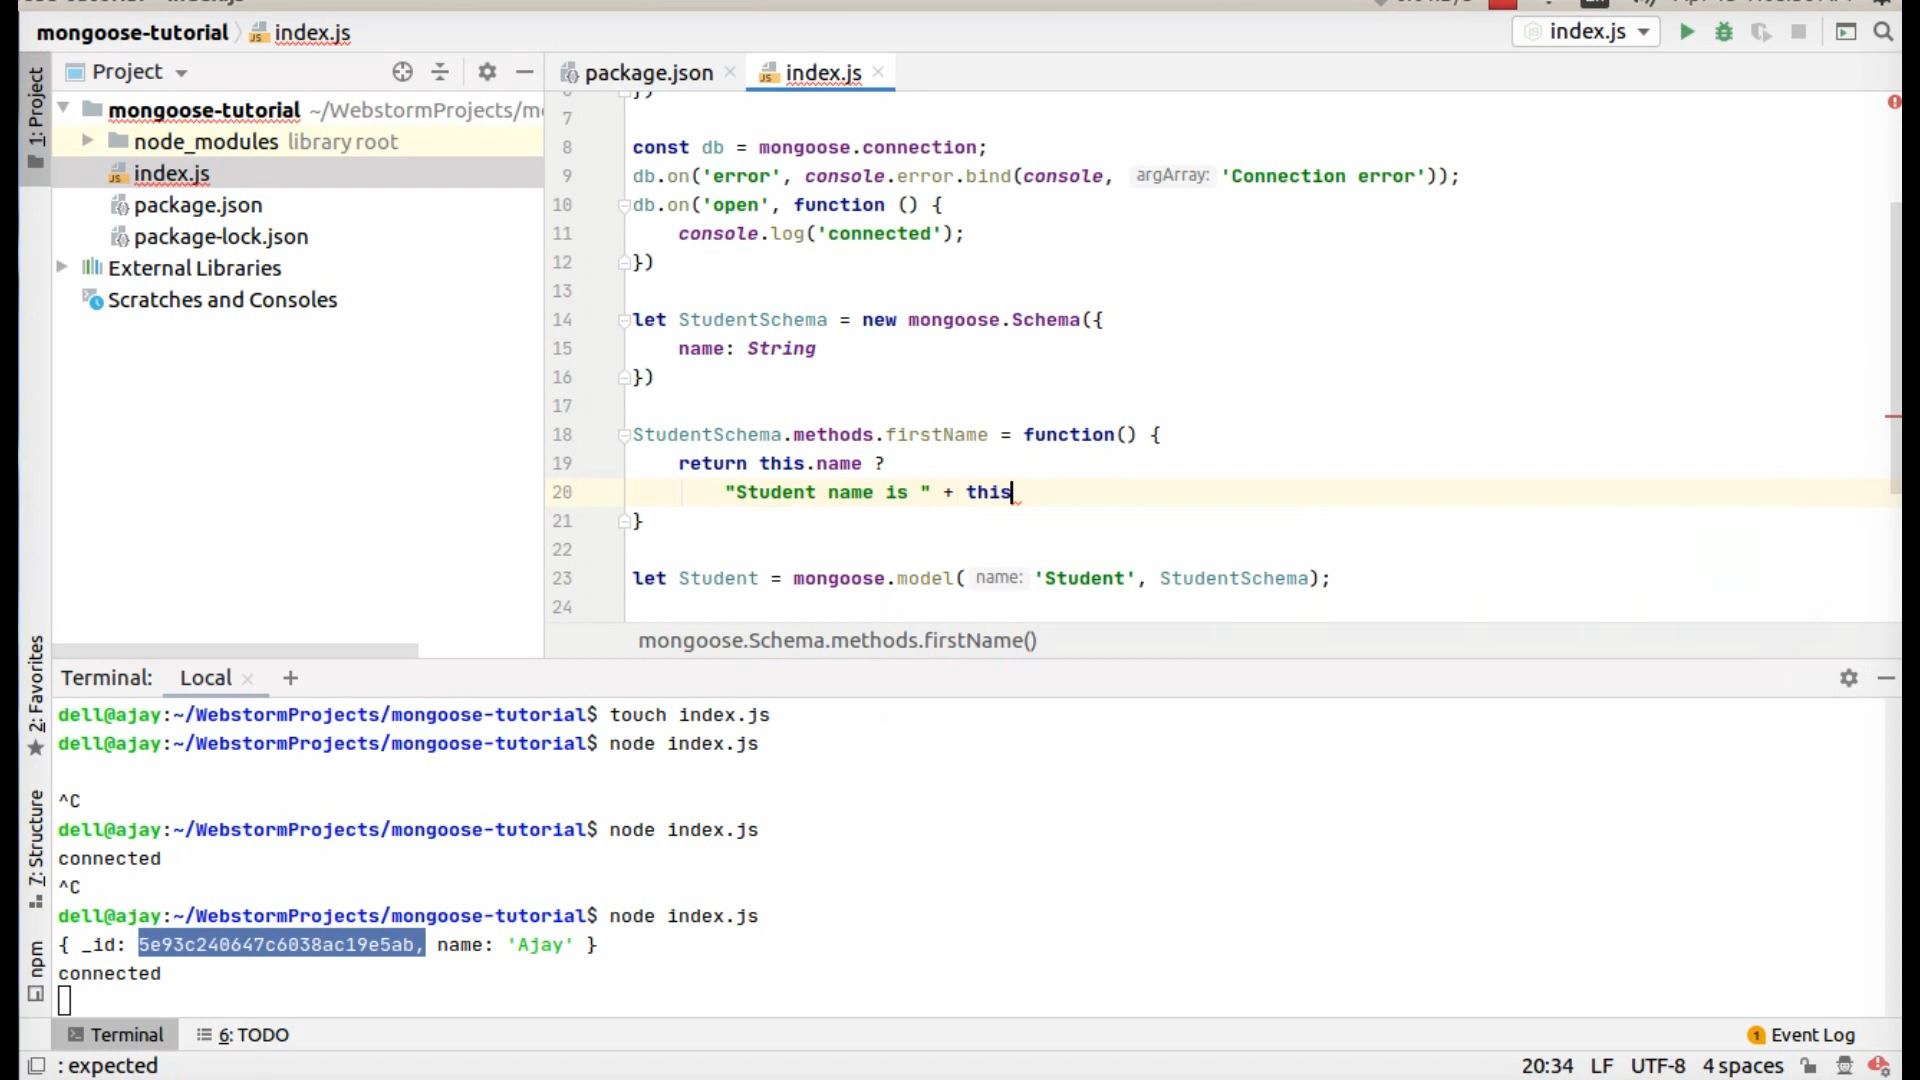 mongoose-tutorial index.js
index.js
1: Project
Project
package.json
index.js
mongoose-tutorial ~/WebstormProjects/m
node_modules library root
index.js
package.json
package-lock.json
External Libraries
Scratches and Consoles
6 })
7
8 const db = mongoose.connection;
9 db.on('error', console.error.bind(console, argArray: 'Connection error'));
10 db.on('open', function () {
11 console.log('connected');
12 })
13
14 let StudentSchema = new mongoose.Schema({
15 name: String
16 })
17
18 StudentSchema.methods.firstName = function() {
19 return this.name ?
20 "Student name is " + this
21 }
22
23 let Student = mongoose.model( name: 'Student', StudentSchema);
24
mongoose.Schema.methods.firstName()
2: Favorites
7: Structure
npm
Terminal: Local +
dell@ajay:~/WebstormProjects/mongoose-tutorial$ touch index.js
dell@ajay:~/WebstormProjects/mongoose-tutorial$ node index.js
^C
dell@ajay:~/WebstormProjects/mongoose-tutorial$ node index.js
connected
^C
dell@ajay:~/WebstormProjects/mongoose-tutorial$ node index.js
{ _id: 5e93c240647c6038ac19e5ab, name: 'Ajay' }
connected
Terminal 6: TODO
1 Event Log
: expected
20:34 LF UTF-8 4 spaces